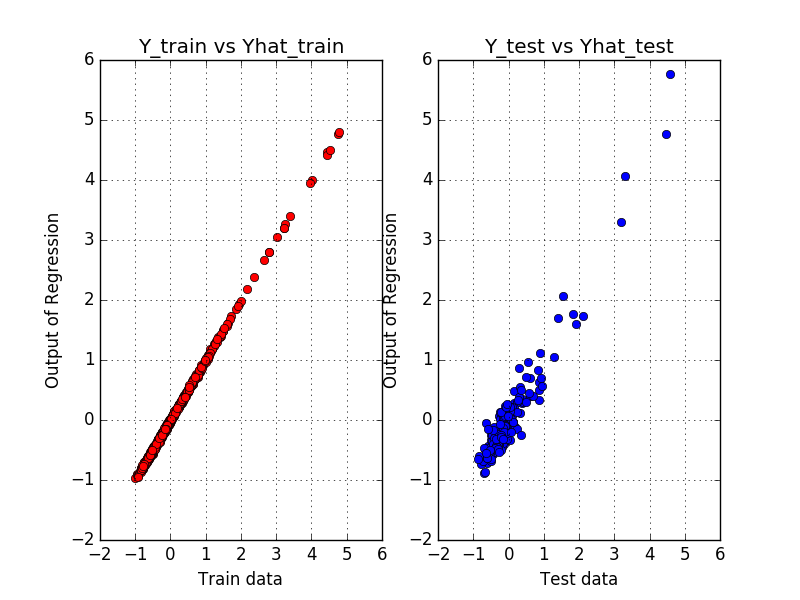 Y_train vs Yhat_train
6
5
4
3
2
1
0
−1
−2
−2 −1 0 1 2 3 4 5 6
Output of Regression
Train data
Y_test vs Yhat_test
6
5
4
3
2
1
0
−1
−2
−2 −1 0 1 2 3 4 5 6
Output of Regression
Test data